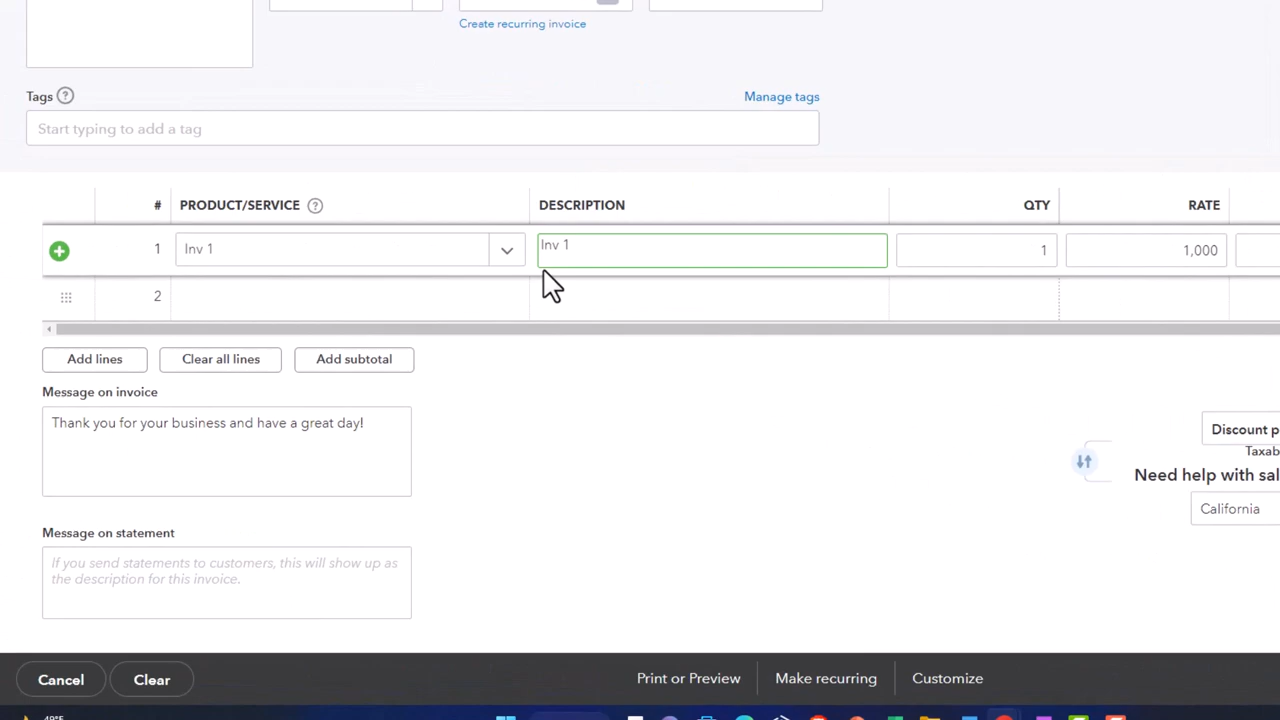 Create recurring invoice
Tags ?
Manage tags
Start typing to add a tag
# PRODUCT/SERVICE ? DESCRIPTION QTY RATE
1 Inv 1 Inv 1 1 1,000
2
Add lines Clear all lines Add subtotal
Message on invoice
Thank you for your business and have a great day!
Discount p
Taxab
Need help with sal
California
Message on statement
If you send statements to customers, this will show up as
the description for this invoice.
Cancel Clear Print or Preview Make recurring Customize